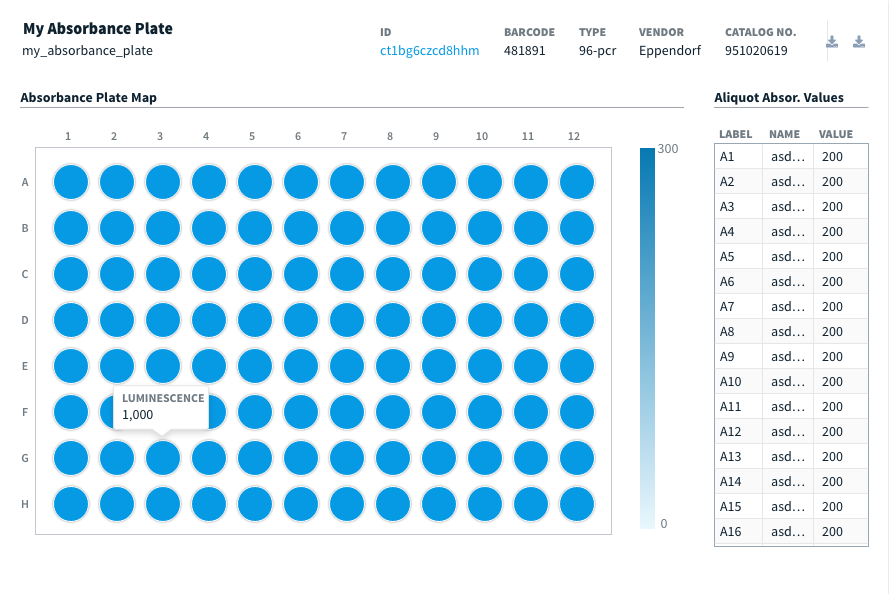 My Absorbance Plate
my_absorbance_plate
ID BARCODE TYPE VENDOR CATALOG NO.
ct1bg6czcd8hhm 481891 96-pcr Eppendorf 951020619
Absorbance Plate Map
1 2 3 4 5 6 7 8 9 10 11 12
A
B
C
D
E
F
G
H
LUMINESCENCE
1,000
300
0
Aliquot Absor. Values
LABEL NAME VALUE
A1 asd… 200
A2 asd… 200
A3 asd… 200
A4 asd… 200
A5 asd… 200
A6 asd… 200
A7 asd… 200
A8 asd… 200
A9 asd… 200
A10 asd… 200
A11 asd… 200
A12 asd… 200
A13 asd… 200
A14 asd… 200
A15 asd… 200
A16 asd… 200